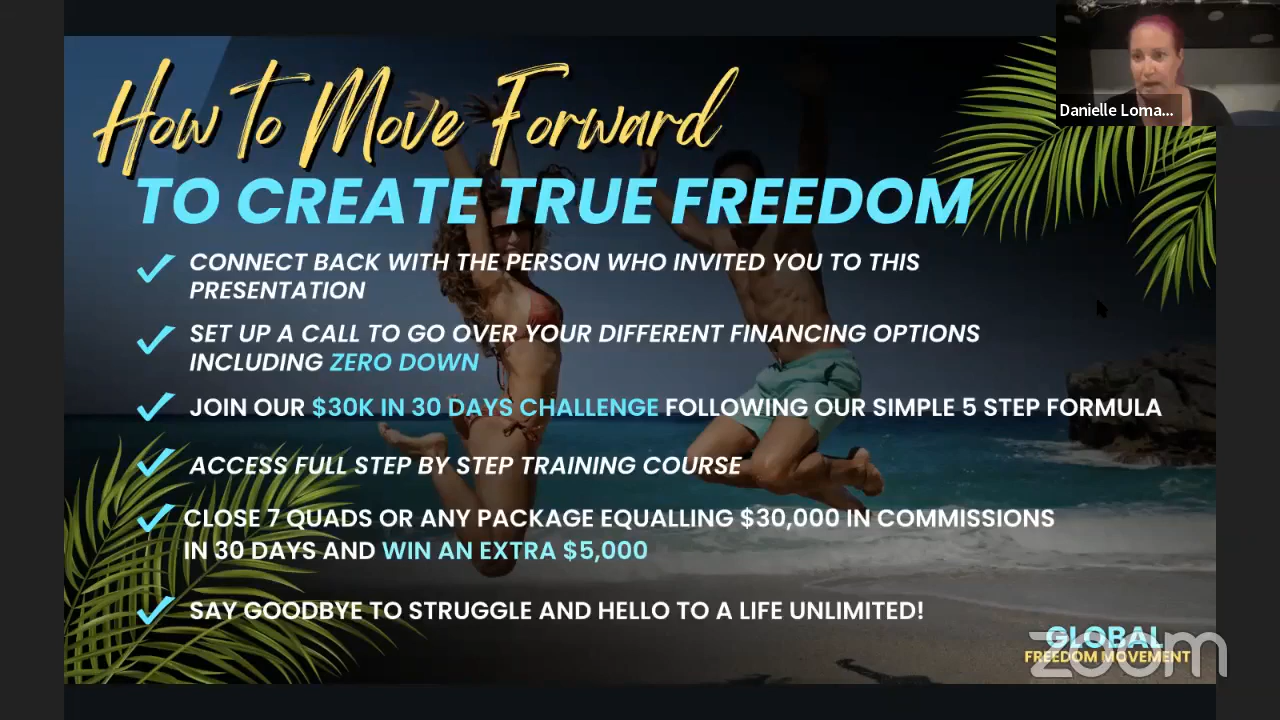 Danielle Loma...
How to Move Forward
TO CREATE TRUE FREEDOM
CONNECT BACK WITH THE PERSON WHO INVITED YOU TO THIS
PRESENTATION
SET UP A CALL TO GO OVER YOUR DIFFERENT FINANCING OPTIONS
INCLUDING ZERO DOWN
JOIN OUR $30K IN 30 DAYS CHALLENGE FOLLOWING OUR SIMPLE 5 STEP FORMULA
ACCESS FULL STEP BY STEP TRAINING COURSE
CLOSE 7 QUADS OR ANY PACKAGE EQUALLING $30,000 IN COMMISSIONS
IN 30 DAYS AND WIN AN EXTRA $5,000
SAY GOODBYE TO STRUGGLE AND HELLO TO A LIFE UNLIMITED!
GLOBAL
FREEDOM MOVEMENT
zoom